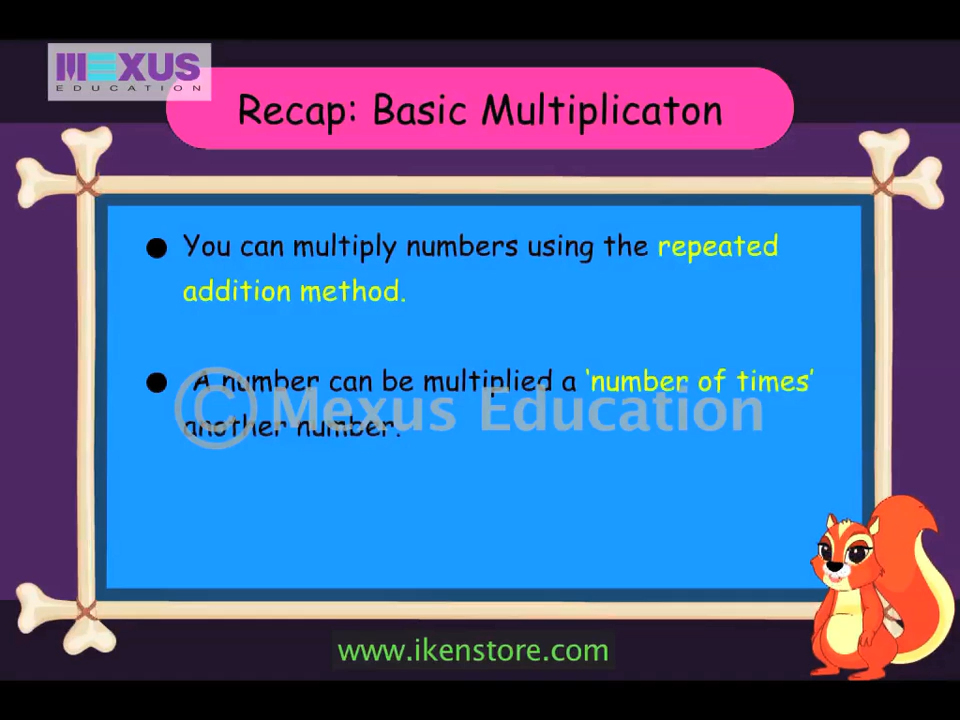 MEXUS
EDUCATION
Recap: Basic Multiplicaton
● You can multiply numbers using the repeated
addition method.
● A number can be multiplied a ‘number of times’
another number.
© Mexus Education
www.ikenstore.com